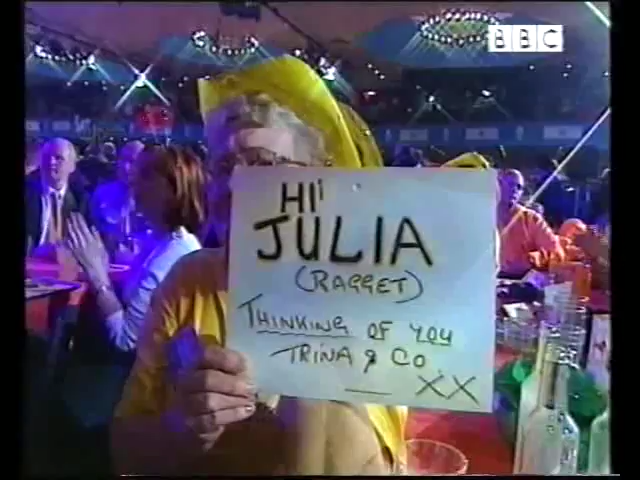 BBC
HI
JULIA
(RAGGET)
THINKING OF YOU
TRINA & CO.
XX